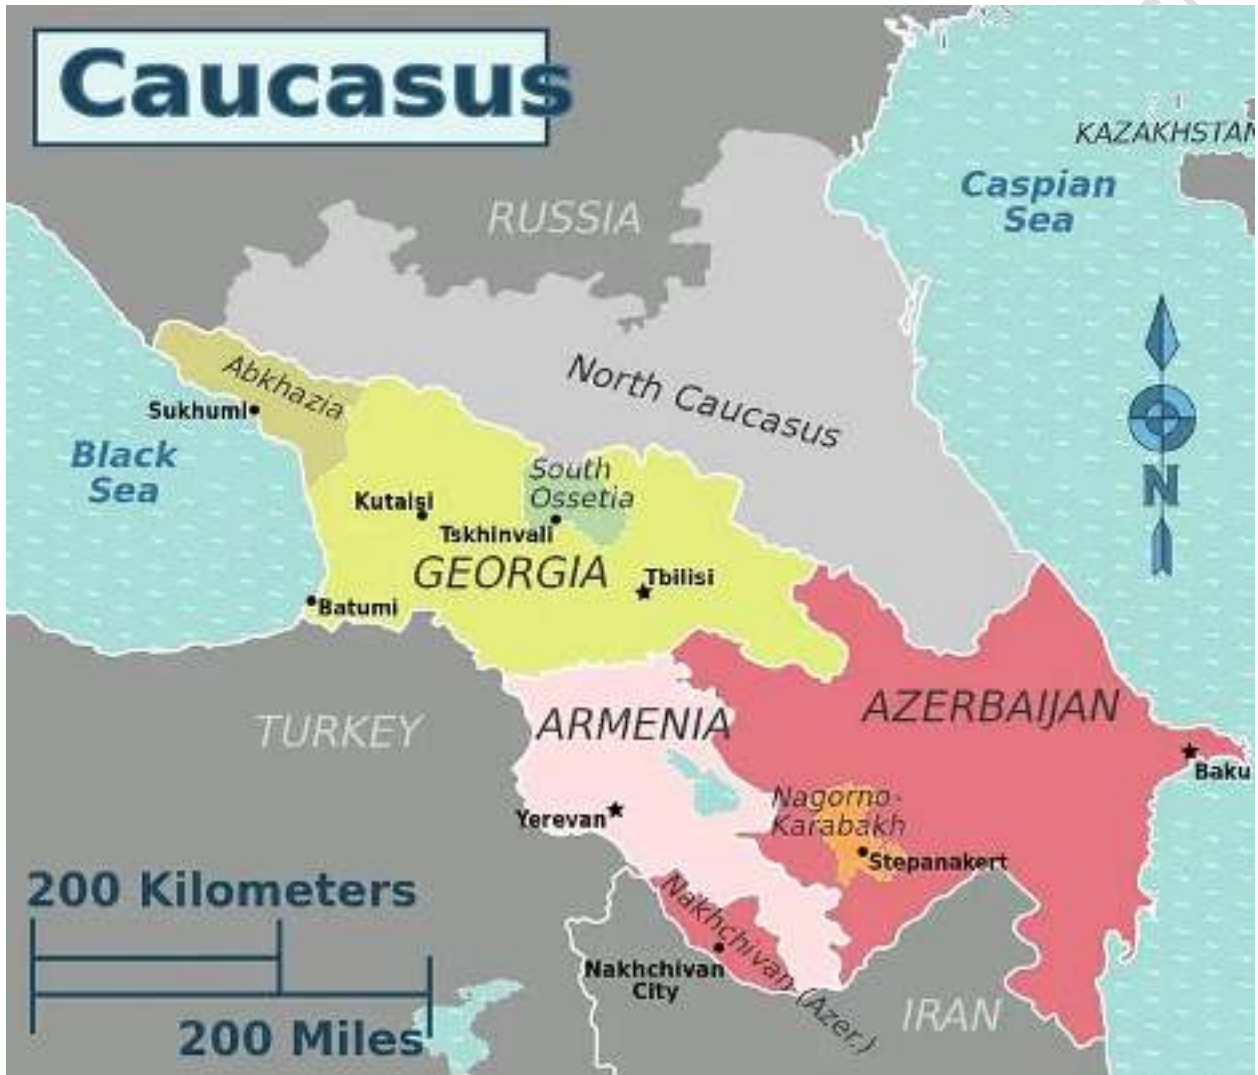 Caucasus
KAZAKHSTAN
Caspian
Sea
RUSSIA
North Caucasus
Abkhazia
Sukhumi
Black
Sea
South
Ossetia
Kutaisi
Tskhinvali
GEORGIA
Tbilisi
Batumi
N
AZERBAIJAN
ARMENIA
TURKEY
Baku
Nagorno-
Karabakh
Yerevan
Stepanakert
200 Kilometers
Nakhchivan (Azer.)
Nakhchivan
City
IRAN
200 Miles